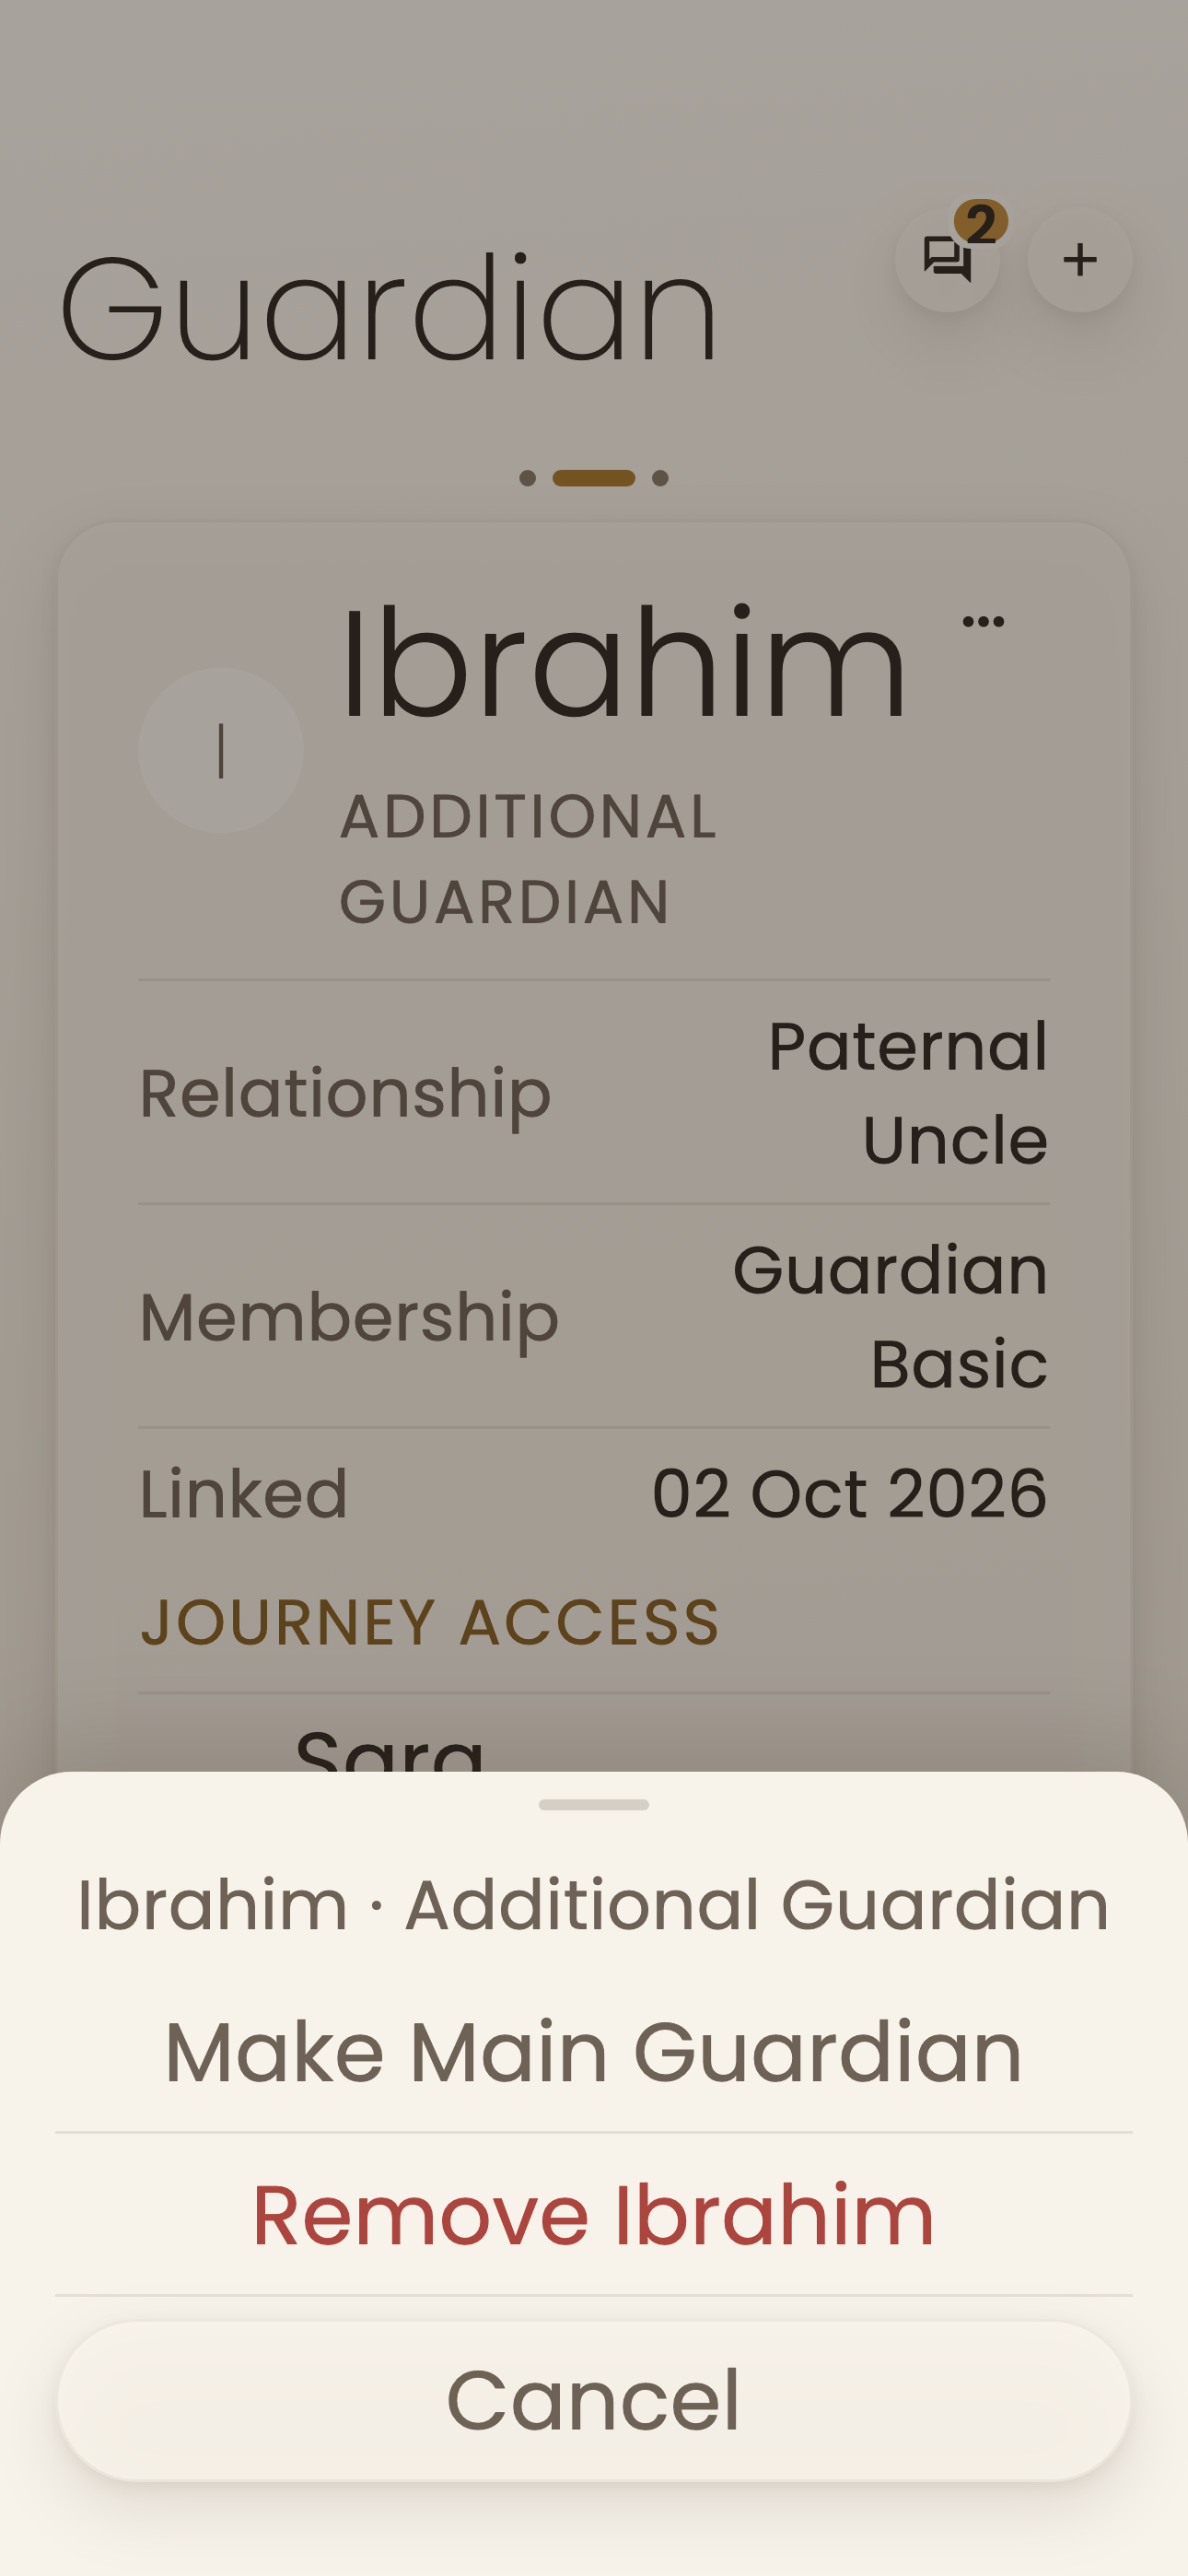 Guardian
2
I
Ibrahim
ADDITIONAL
GUARDIAN
Relationship
Paternal
Uncle
Membership
Guardian
Basic
Linked
02 Oct 2026
JOURNEY ACCESS
Sara
Ibrahim · Additional Guardian
Make Main Guardian
Remove Ibrahim
Cancel